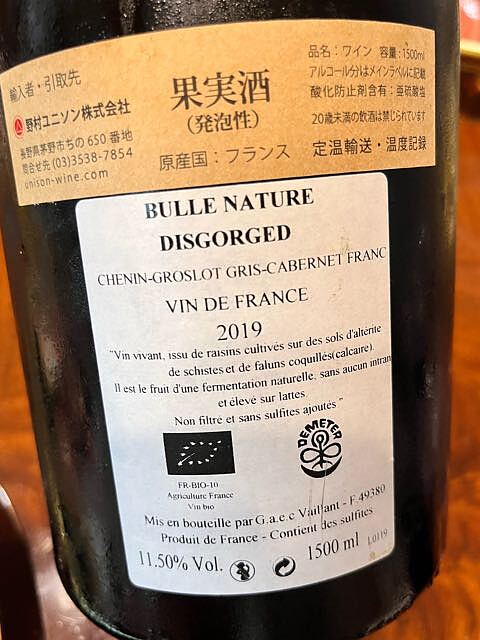 輸入者・引取先
野村ユニソン株式会社
長野県茅野市ちの650番地
問合せ先 (03)3538-7854
unison-wine.com
果実酒
(発泡性)
原産国：フランス
品名：ワイン 容量：1500ml
アルコール分はメインラベルに記載
酸化防止剤含有：亜硫酸塩
20歳未満の飲酒は禁じられています
定温輸送・温度記録
BULLE NATURE
DISGORGED
CHENIN-GROSLOT GRIS-CABERNET FRANC
VIN DE FRANCE
2019
"Vin vivant, issu de raisins cultivés sur des sols d'altérite
de schistes et de faluns coquillés(calcaire).
Il est le fruit d'une fermentation naturelle, sans aucun intran
et élevé sur lattes.
Non filtré et sans sulfites ajoutés"
DEMETER
FR-BIO-10
Agriculture France
Vin bio
Mis en bouteille par G.a.e.c Vaillant - F 49380
Produit de France - Contient des sulfites
11.50% Vol.
1500 ml
L0119